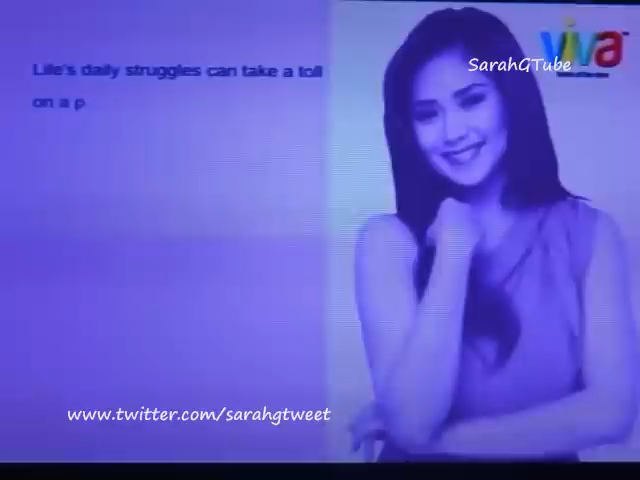 viva
SarahGTube
Life's daily struggles can take a toll
on a p
www.twitter.com/sarahgtweet